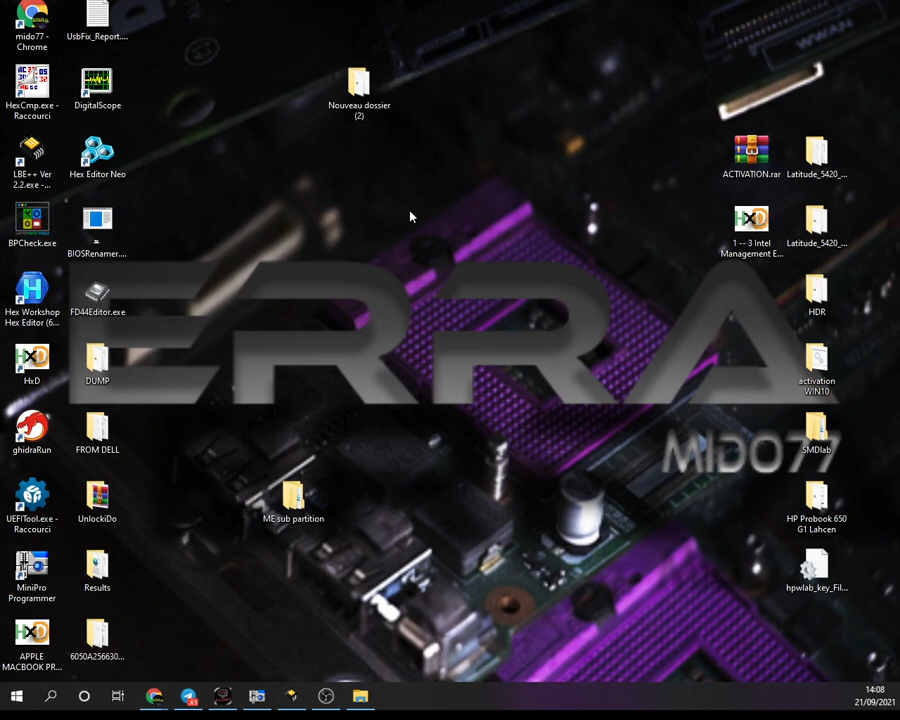 mido77 -
Chrome
UsbFix_Report....
HexCmp.exe -
Raccourci
DigitalScope
Nouveau dossier
(2)
LBE++ Ver
2.2.exe -...
Hex Editor Neo
ACTIVATION.rar
Latitude_5420_...
BPCheck.exe
BIOSRenamer....
1 -- 3 Intel
Management E...
Latitude_5420_...
Hex Workshop
Hex Editor (6...
FD44Editor.exe
HDR
HxD
DUMP
activation
WIN10
ghidraRun
FROM DELL
SMDlab
UEFITool.exe -
Raccourci
UnlockiDo
ME sub partition
HP Probook 650
G1 Lahcen
MiniPro
Programmer
Results
hpwlab_key_Fil...
APPLE
MACBOOK PR...
6050A256630...
WWAN
ERRA
MIDO77
14:08
21/09/2021